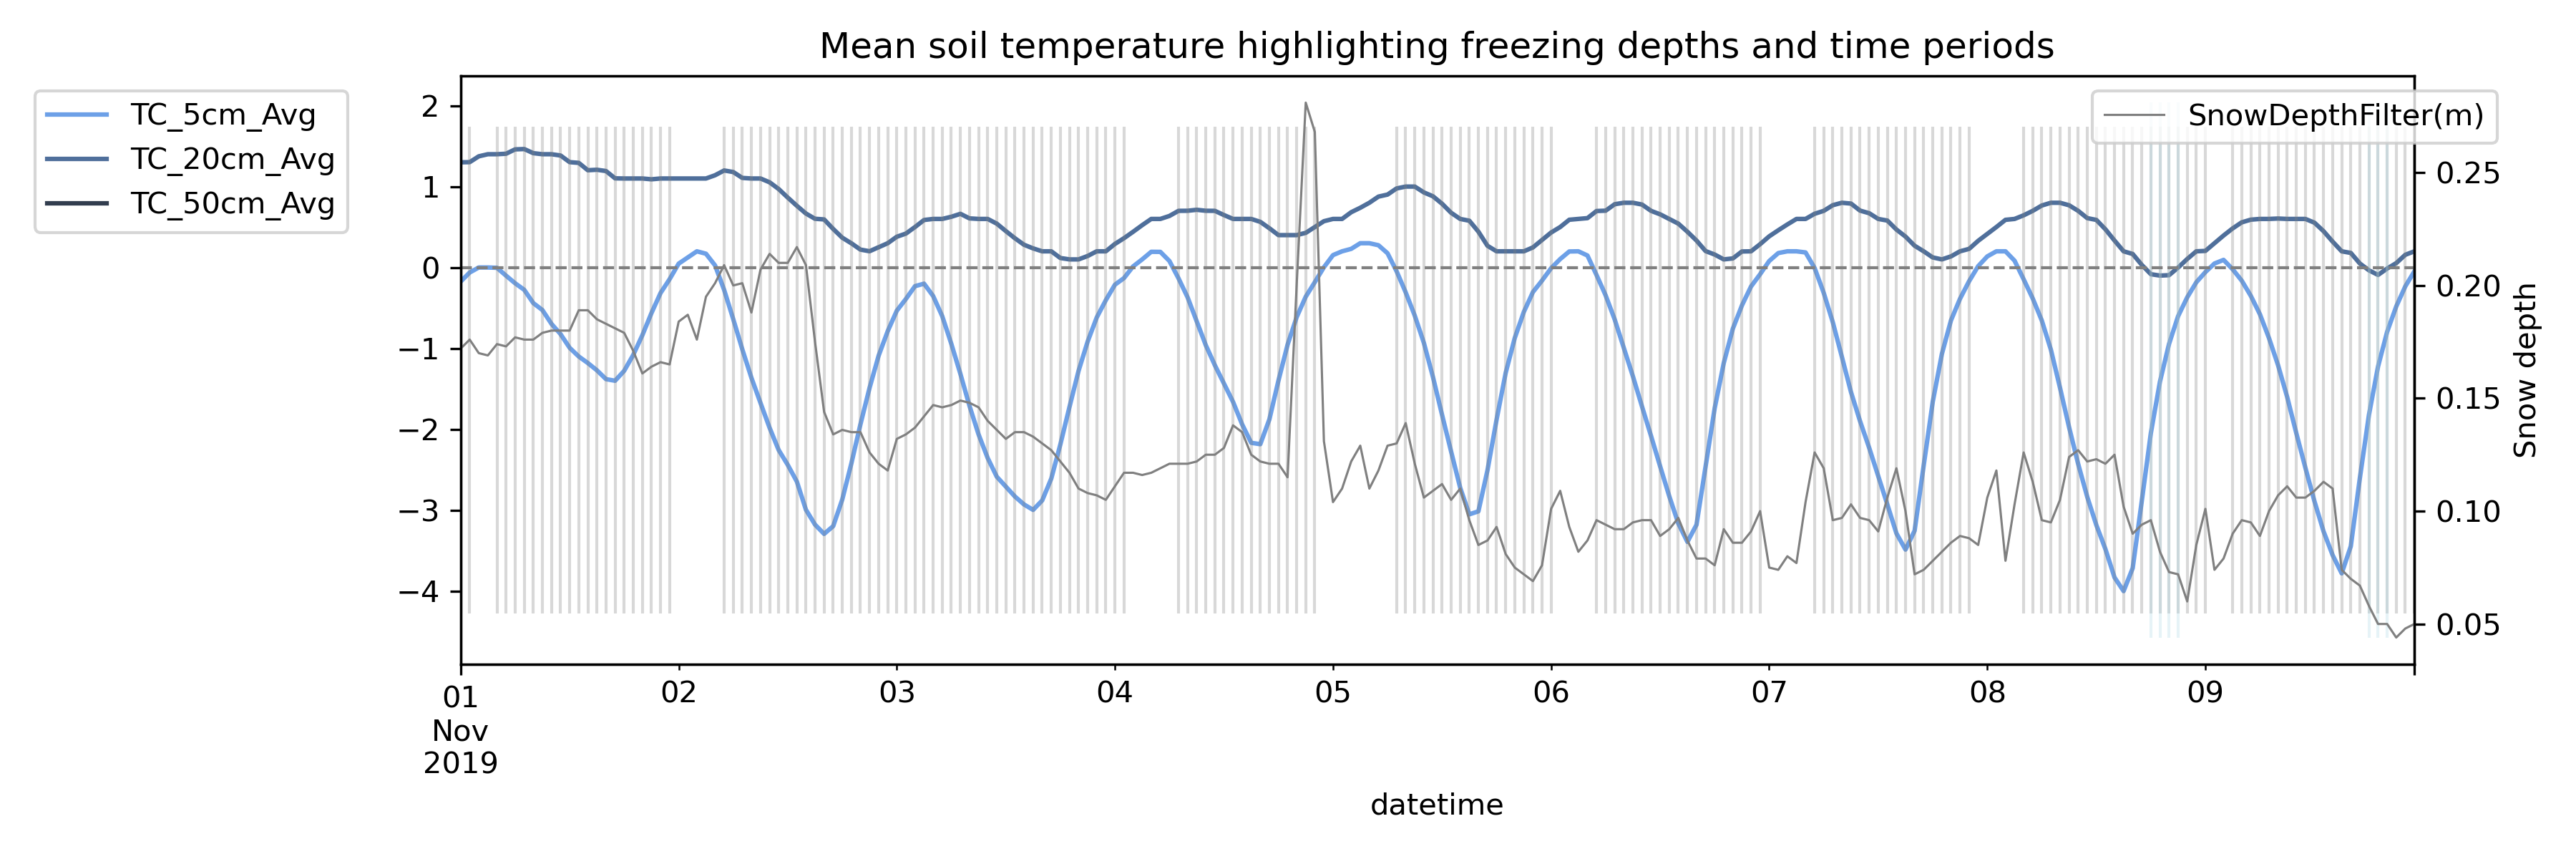 Mean soil temperature highlighting freezing depths and time periods
TC_5cm_Avg
TC_20cm_Avg
TC_50cm_Avg
SnowDepthFilter(m)
2
1
0
−1
−2
−3
−4
0.25
0.20
0.15
0.10
0.05
Snow depth
01
Nov
2019
02
03
04
05
06
07
08
09
datetime